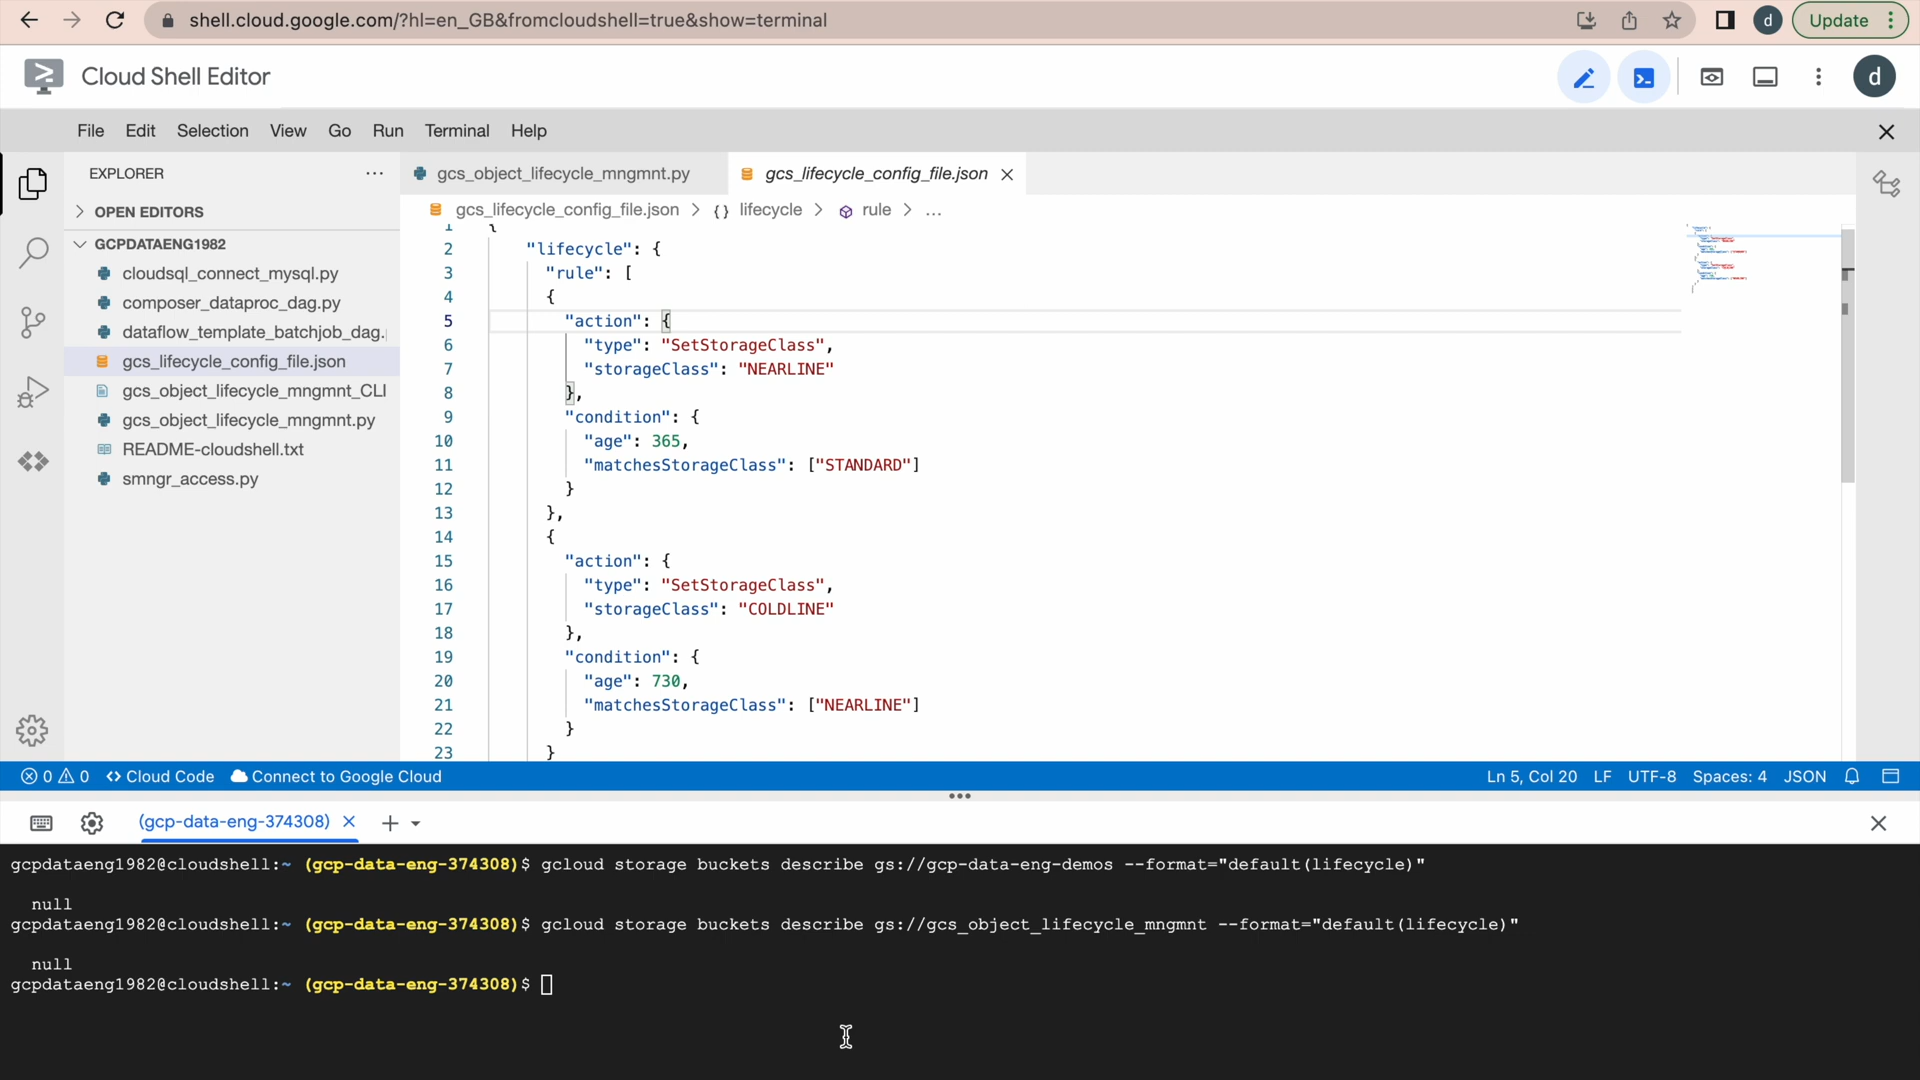 shell.cloud.google.com/?hl=en_GB&fromcloudshell=true&show=terminal
d
Update
Cloud Shell Editor
d
File Edit Selection View Go Run Terminal Help
EXPLORER
gcs_object_lifecycle_mngmnt.py
gcs_lifecycle_config_file.json
OPEN EDITORS
gcs_lifecycle_config_file.json > {} lifecycle > rule > ...
GCPDATAENG1982
cloudsql_connect_mysql.py
composer_dataproc_dag.py
dataflow_template_batchjob_dag.
gcs_lifecycle_config_file.json
gcs_object_lifecycle_mngmnt_CLI
gcs_object_lifecycle_mngmnt.py
README-cloudshell.txt
smngr_access.py
1 {
2 "lifecycle": {
3 "rule": [
4 {
5 "action": {
6 "type": "SetStorageClass",
7 "storageClass": "NEARLINE"
8 },
9 "condition": {
10 "age": 365,
11 "matchesStorageClass": ["STANDARD"]
12 }
13 },
14 {
15 "action": {
16 "type": "SetStorageClass",
17 "storageClass": "COLDLINE"
18 },
19 "condition": {
20 "age": 730,
21 "matchesStorageClass": ["NEARLINE"]
22 }
23 }
0 0 Cloud Code Connect to Google Cloud
Ln 5, Col 20 LF UTF-8 Spaces: 4 JSON
(gcp-data-eng-374308)
gcpdataeng1982@cloudshell:~ (gcp-data-eng-374308)$ gcloud storage buckets describe gs://gcp-data-eng-demos --format="default(lifecycle)"
null
gcpdataeng1982@cloudshell:~ (gcp-data-eng-374308)$ gcloud storage buckets describe gs://gcs_object_lifecycle_mngmnt --format="default(lifecycle)"
null
gcpdataeng1982@cloudshell:~ (gcp-data-eng-374308)$